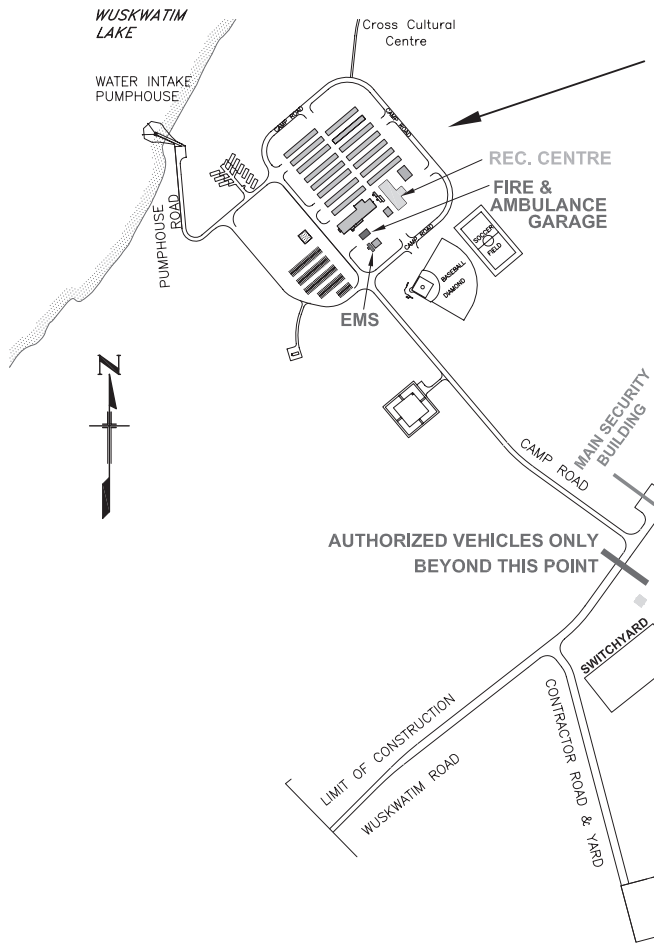 WUSKWATIM
LAKE
Cross Cultural
Centre
WATER INTAKE
PUMPHOUSE
CAMP ROAD
CAMP ROAD
REC. CENTRE
FIRE &
AMBULANCE
GARAGE
PUMPHOUSE
ROAD
CAMP ROAD
SOCCER
FIELD
BASEBALL
DIAMOND
EMS
N
MAIN SECURITY
BUILDING
CAMP ROAD
AUTHORIZED VEHICLES ONLY
BEYOND THIS POINT
SWITCHYARD
LIMIT OF CONSTRUCTION
WUSKWATIM ROAD
CONTRACTOR ROAD & YARD